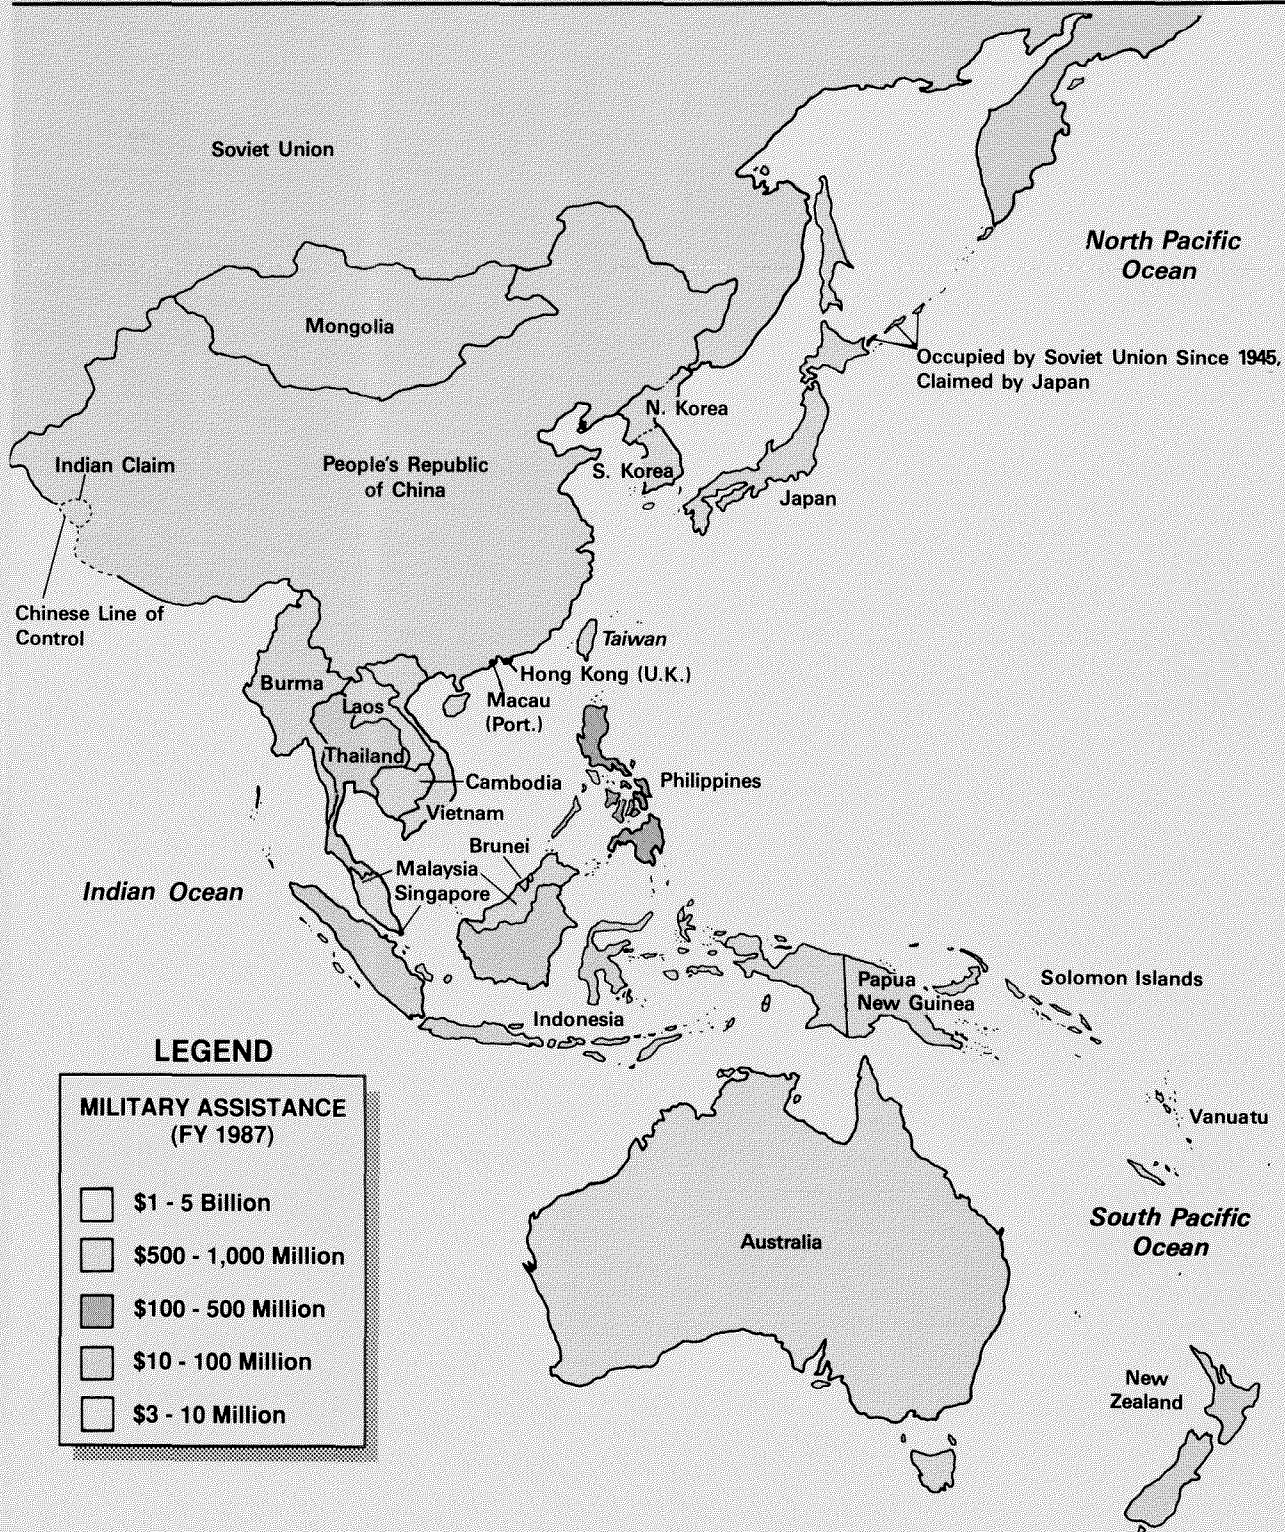 Soviet Union
North Pacific
Ocean
Mongolia
Occupied by Soviet Union Since 1945,
Claimed by Japan
N. Korea
Indian Claim
People's Republic
of China
S. Korea
Japan
Chinese Line of
Control
Taiwan
Hong Kong (U.K.)
Burma
Macau
(Port.)
Laos
Thailand
Cambodia
Philippines
Vietnam
Brunei
Malaysia
Singapore
Indian Ocean
Papua
New Guinea
Solomon Islands
Indonesia
LEGEND
MILITARY ASSISTANCE
(FY 1987)
$1 - 5 Billion
$500 - 1,000 Million
$100 - 500 Million
$10 - 100 Million
$3 - 10 Million
Vanuatu
South Pacific
Ocean
Australia
New
Zealand